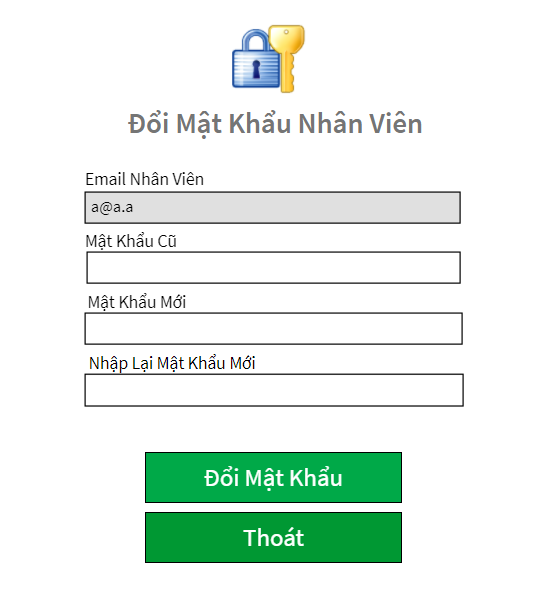 Đổi Mật Khẩu Nhân Viên
Email Nhân Viên
a@a.a
Mật Khẩu Cũ
Mật Khẩu Mới
Nhập Lại Mật Khẩu Mới
Đổi Mật Khẩu
Thoát